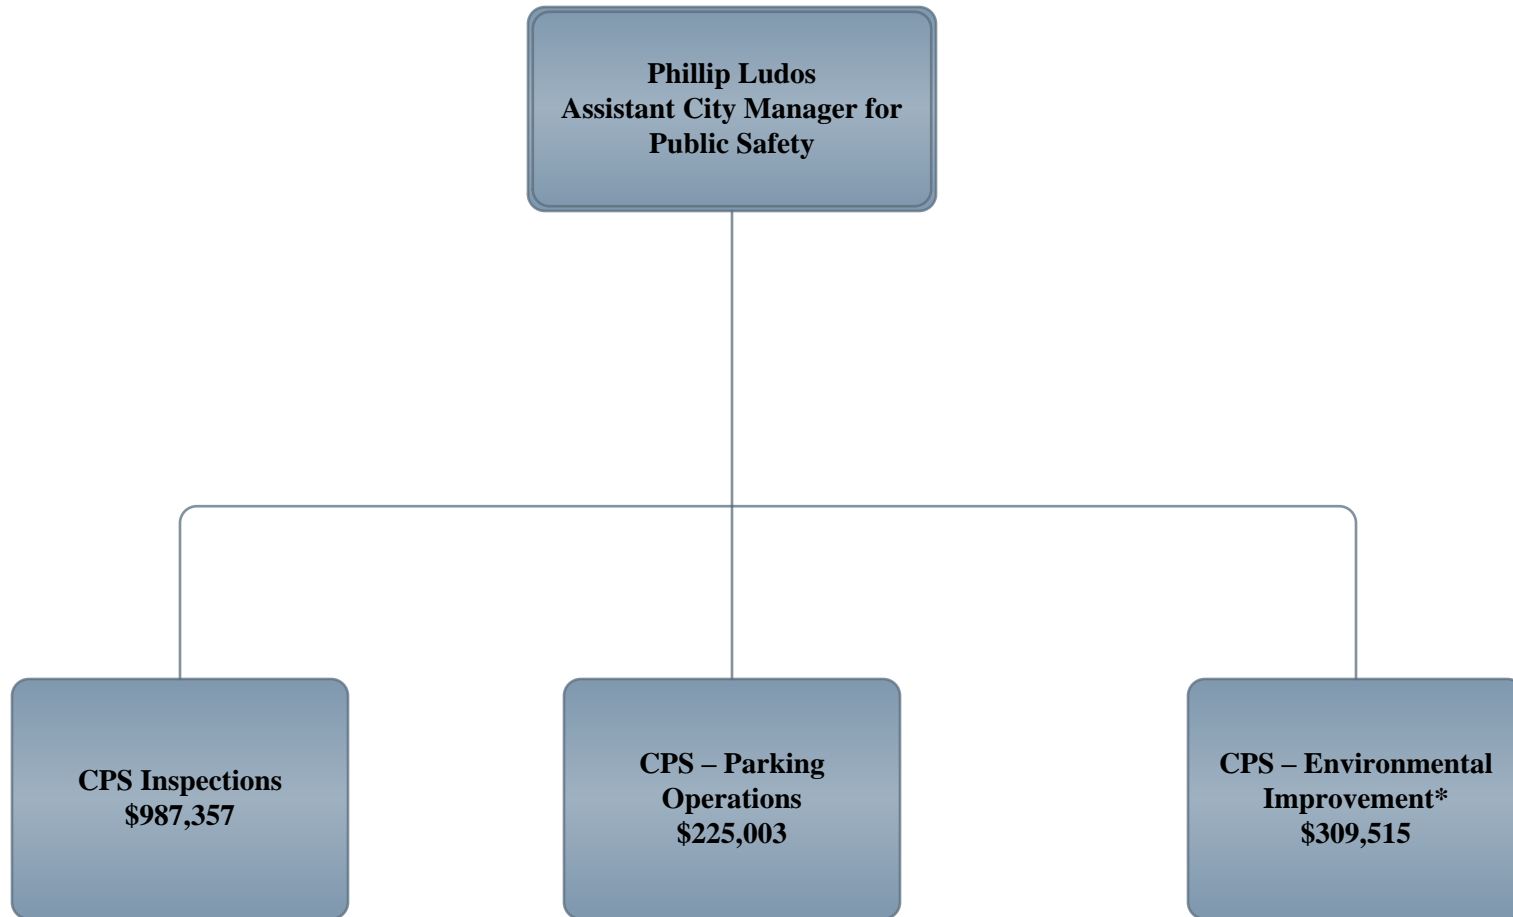 Phillip Ludos
Assistant City Manager for
Public Safety
CPS Inspections
$987,357
CPS – Parking
Operations
$225,003
CPS – Environmental
Improvement*
$309,515